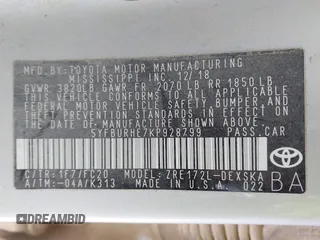 MFD. BY:TOYOTA MOTOR MANUFACTURING
MISSISSIPPI INC. 12/18
GVWR 3820LB GAWR FR 2070 LB RR 1850 LB
THIS VEHICLE CONFORMS TO ALL APPLICABLE
FEDERAL MOTOR VEHICLE SAFETY, BUMPER, AND
THEFT PREVENTION STANDARDS IN EFFECT ON
THE DATE OF MANUFACTURE SHOWN ABOVE.
5YFBURHE7KP928799 PASS.CAR
C/TR:1F7/FC20 MODEL:ZRE172L-DEXSKA
A/TM:-04A/K313 MADE IN U.S.A. 022
TOYOTA
BA
DREAMBID